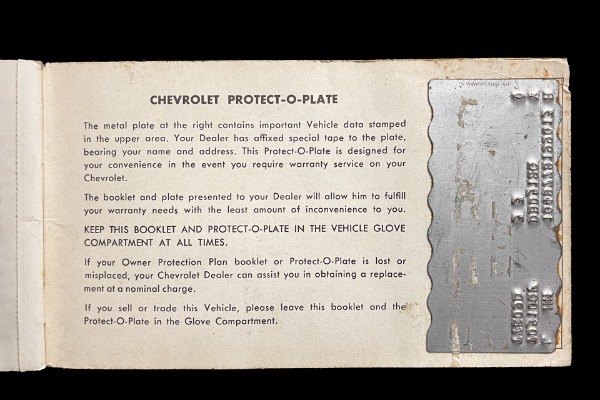 CHEVROLET PROTECT-O-PLATE
The metal plate at the right contains important Vehicle data stamped
in the upper area. Your Dealer has affixed special tape to the plate,
bearing your name and address. This Protect-O-Plate is designed for
your convenience in the event you require warranty service on your
Chevrolet.
The booklet and plate presented to your Dealer will allow him to fulfill
your warranty needs with the least amount of inconvenience to you.
KEEP THIS BOOKLET AND PROTECT-O-PLATE IN THE VEHICLE GLOVE
COMPARTMENT AT ALL TIMES.
If your Owner Protection Plan booklet or Protect-O-Plate is lost or
misplaced, your Chevrolet Dealer can assist you in obtaining a replace-
ment at a nominal charge.
If you sell or trade this Vehicle, please leave this booklet and the
Protect-O-Plate in the Glove Compartment.